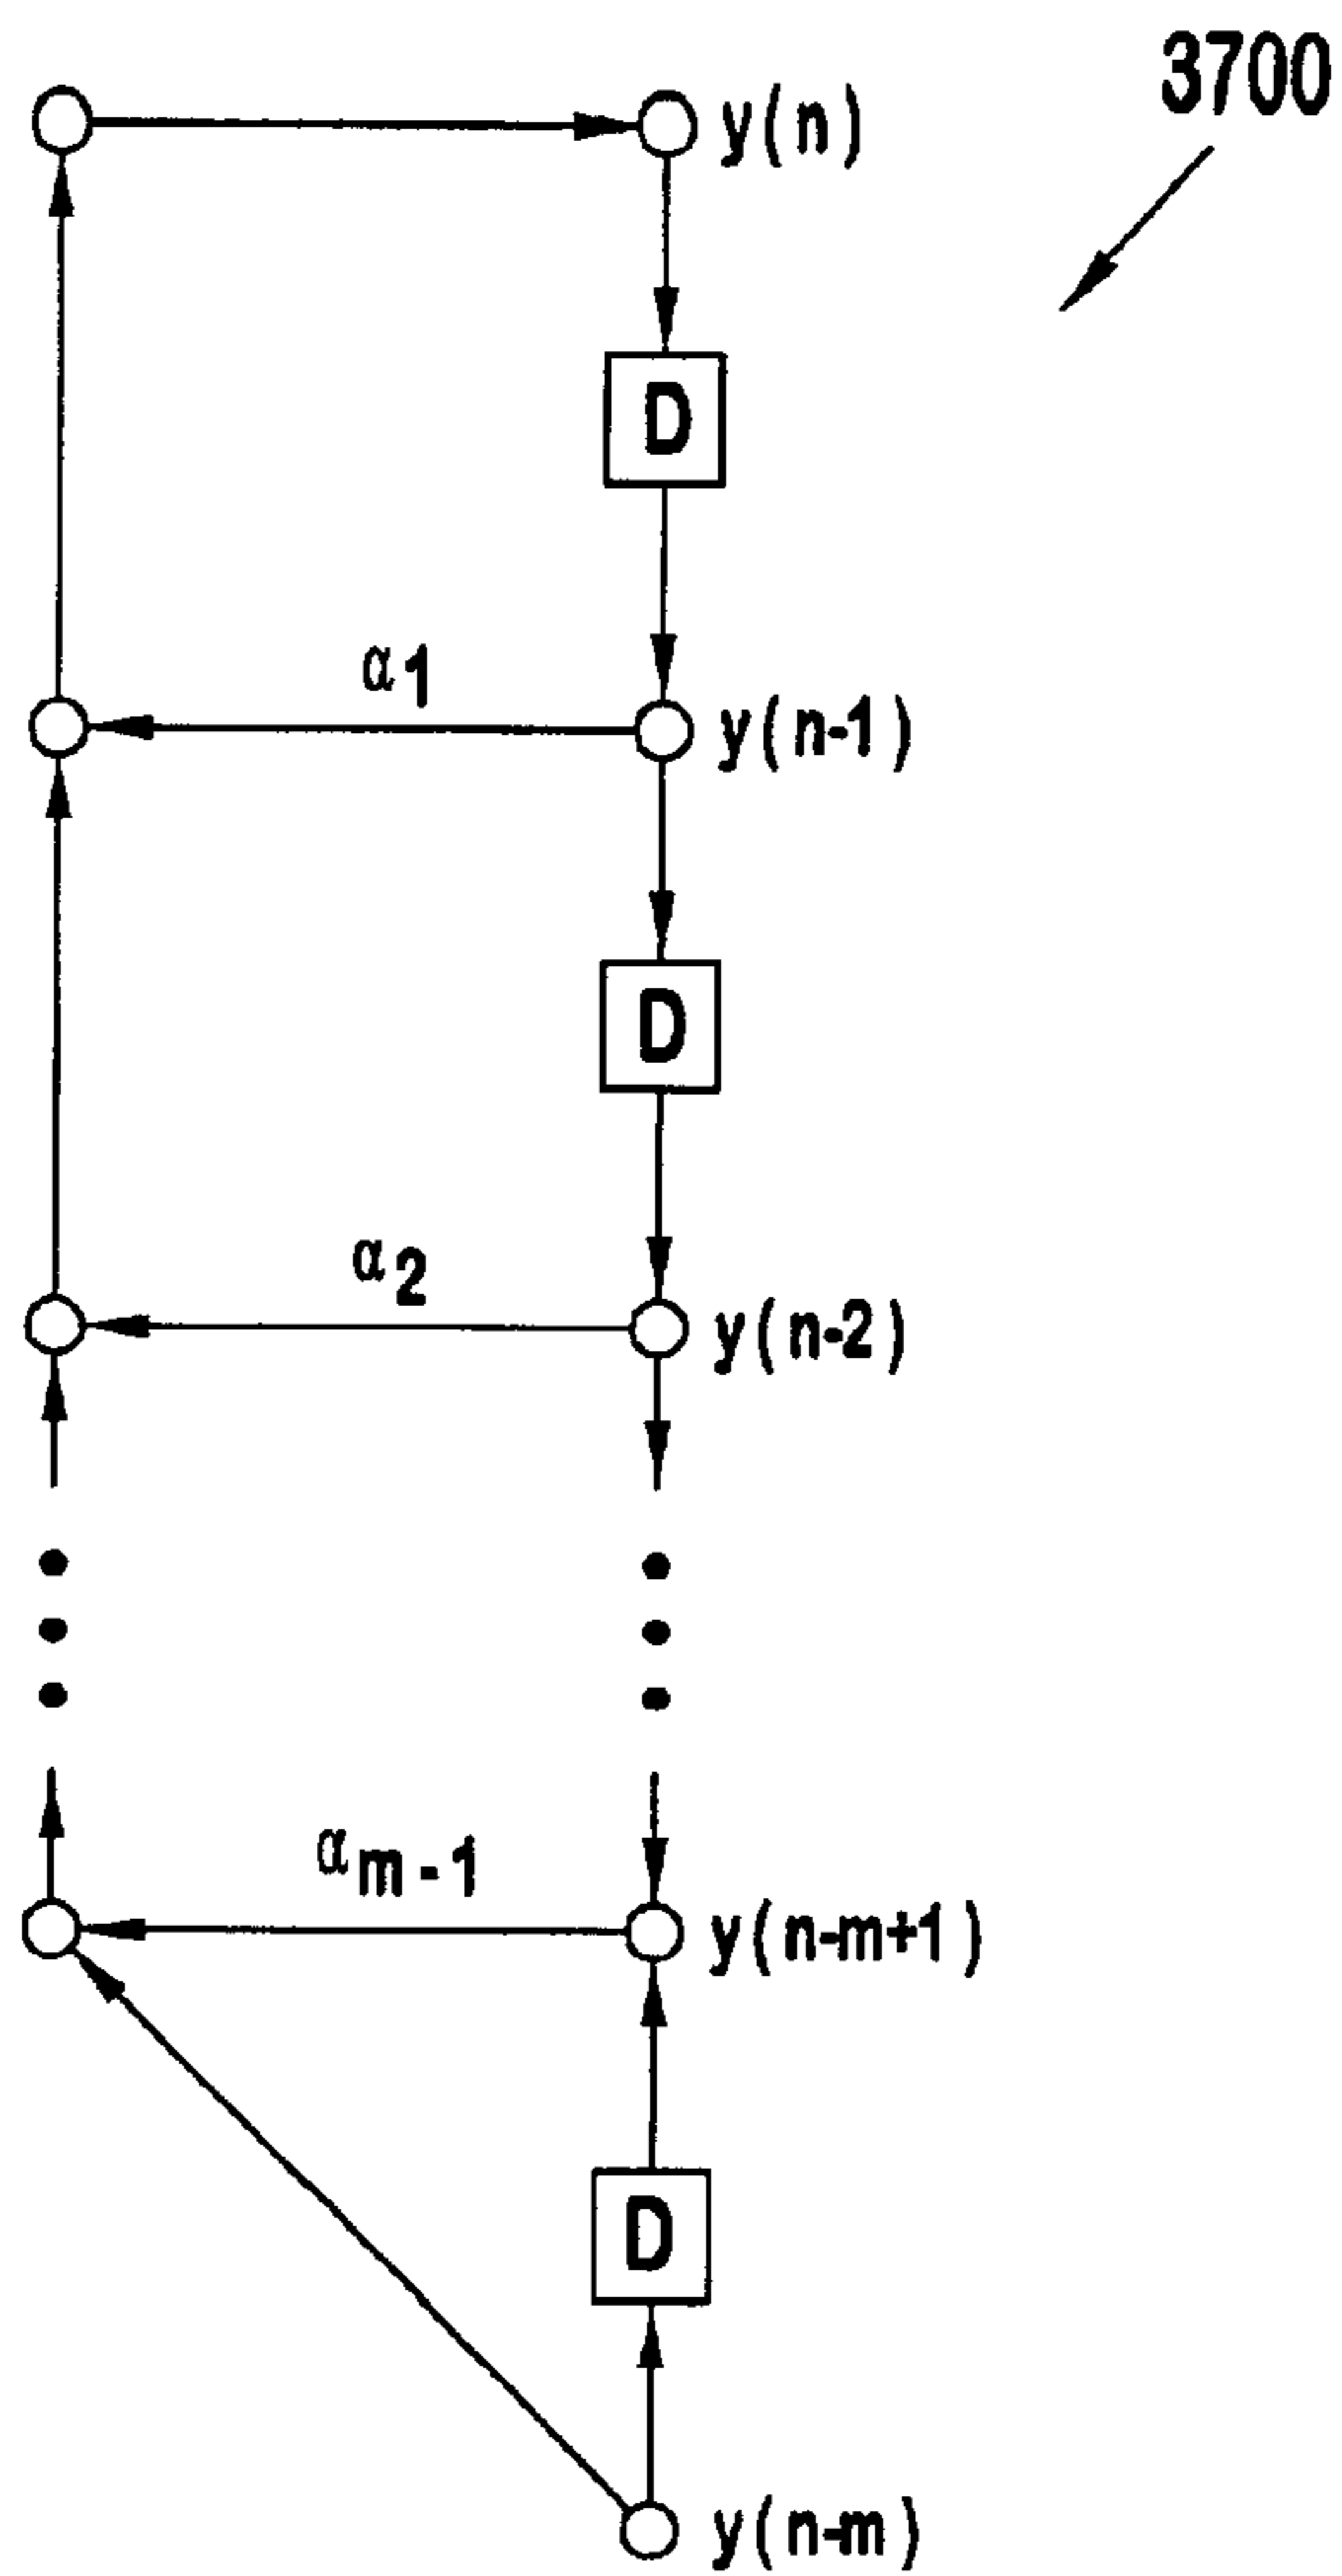 3700
y(n)
D
α1
y(n-1)
D
α2
y(n-2)
αm-1
y(n-m+1)
D
y(n-m)